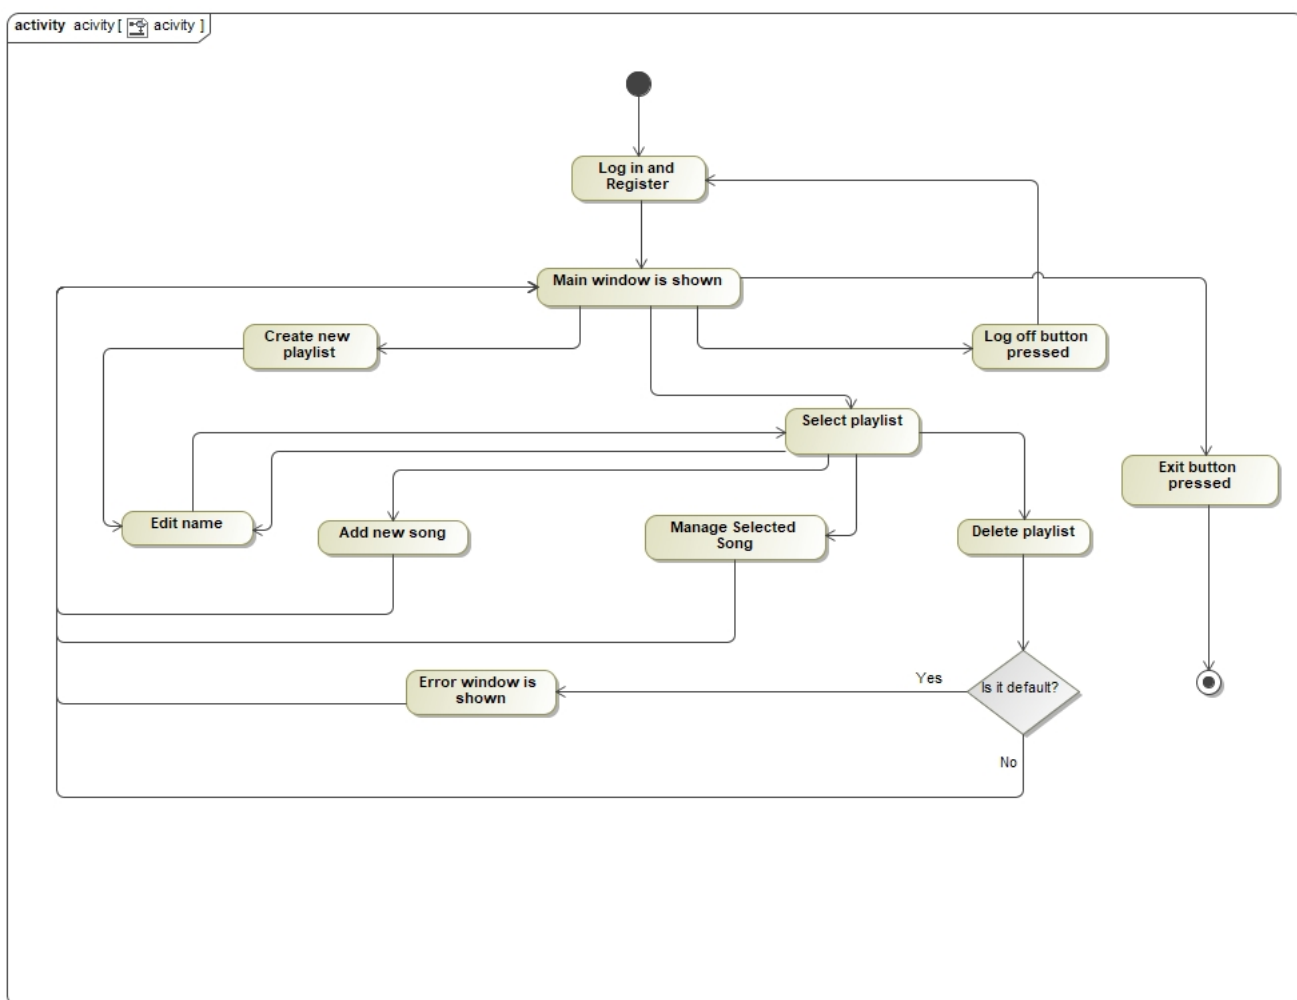 activity acivity [ acivity ]
Log in and
Register
Main window is shown
Create new
playlist
Log off button
pressed
Select playlist
Exit button
pressed
Edit name
Add new song
Manage Selected
Song
Delete playlist
Error window is
shown
Yes
Is it default?
No